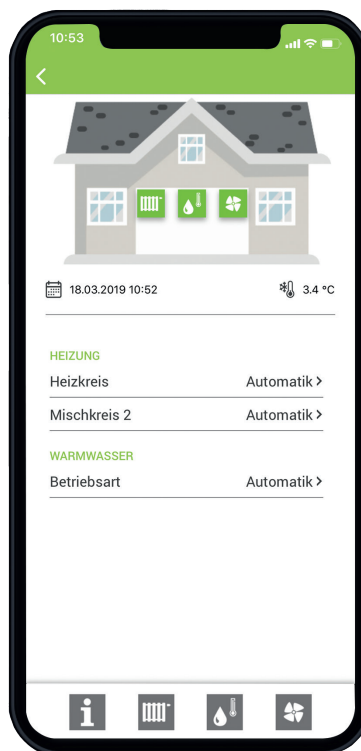 10:53
18.03.2019 10:52 3.4 °C
HEIZUNG
Heizkreis Automatik >
Mischkreis 2 Automatik >
WARMWASSER
Betriebsart Automatik >